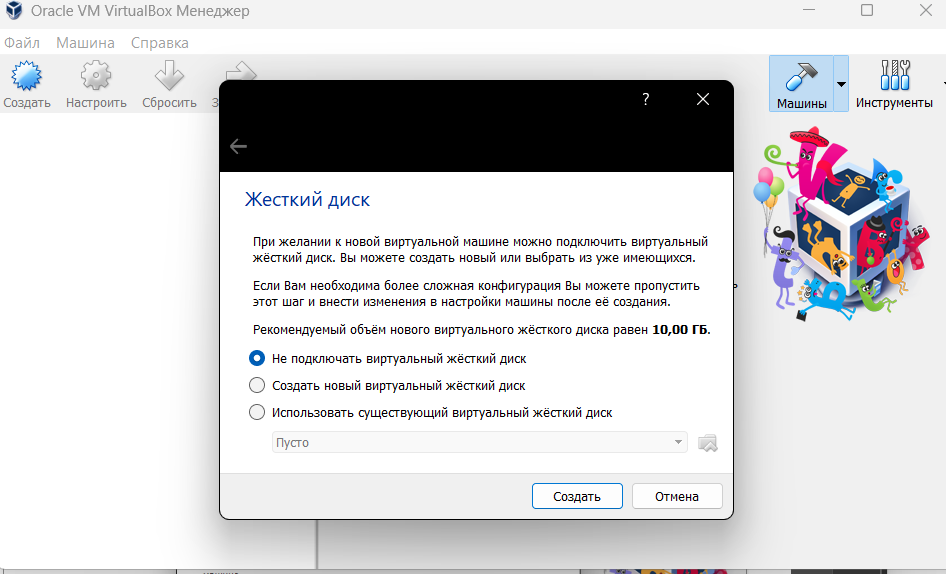 Oracle VM VirtualBox Менеджер
Файл Машина Справка
Создать Настроить Сбросить
Машины Инструменты
?
Жесткий диск
При желании к новой виртуальной машине можно подключить виртуальный
жёсткий диск. Вы можете создать новый или выбрать из уже имеющихся.
Если Вам необходима более сложная конфигурация Вы можете пропустить
этот шаг и внести изменения в настройки машины после её создания.
Рекомендуемый объём нового виртуального жёсткого диска равен 10,00 ГБ.
Не подключать виртуальный жёсткий диск
Создать новый виртуальный жёсткий диск
Использовать существующий виртуальный жёсткий диск
Пусто
Создать Отмена